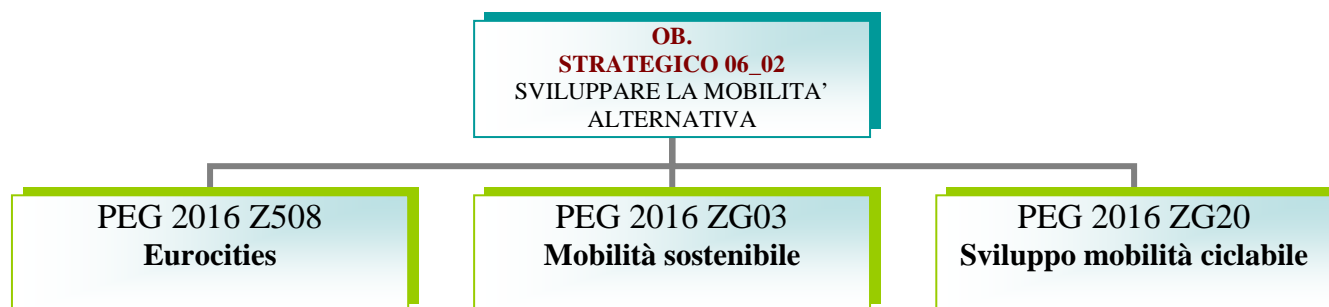 OB.
STRATEGICO 06_02
SVILUPPARE LA MOBILITA’
ALTERNATIVA
PEG 2016 Z508
Eurocities
PEG 2016 ZG03
Mobilità sostenibile
PEG 2016 ZG20
Sviluppo mobilità ciclabile